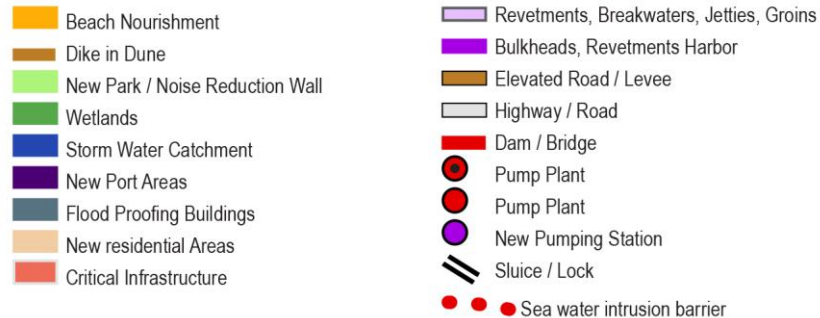 Beach Nourishment
Dike in Dune
New Park / Noise Reduction Wall
Wetlands
Storm Water Catchment
New Port Areas
Flood Proofing Buildings
New residential Areas
Critical Infrastructure
Revetments, Breakwaters, Jetties, Groins
Bulkheads, Revetments Harbor
Elevated Road / Levee
Highway / Road
Dam / Bridge
Pump Plant
Pump Plant
New Pumping Station
Sluice / Lock
Sea water intrusion barrier